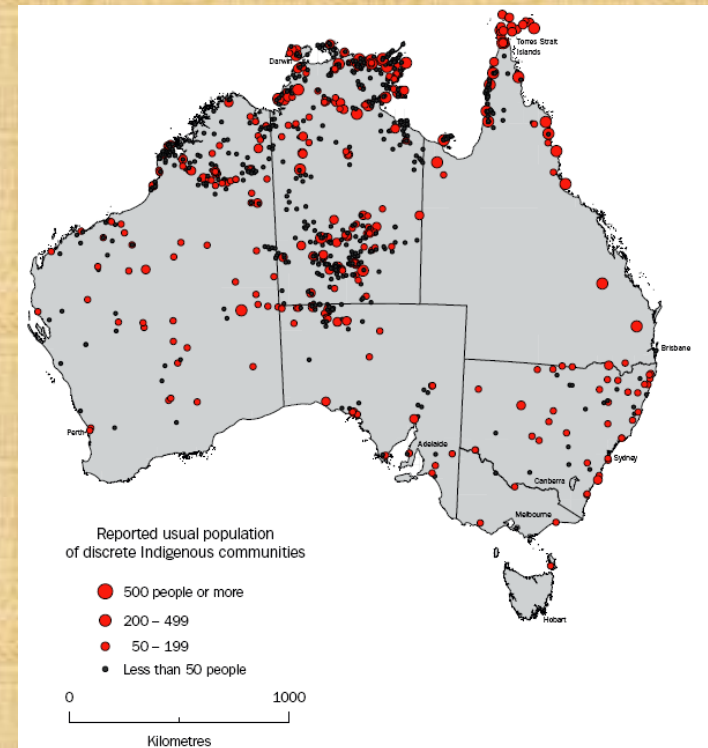 Torres Strait
Islands
Darwin
Brisbane
Perth
Adelaide
Sydney
Canberra
Melbourne
Hobart
Reported usual population
of discrete Indigenous communities
500 people or more
200 – 499
50 – 199
Less than 50 people
0 1000
Kilometres